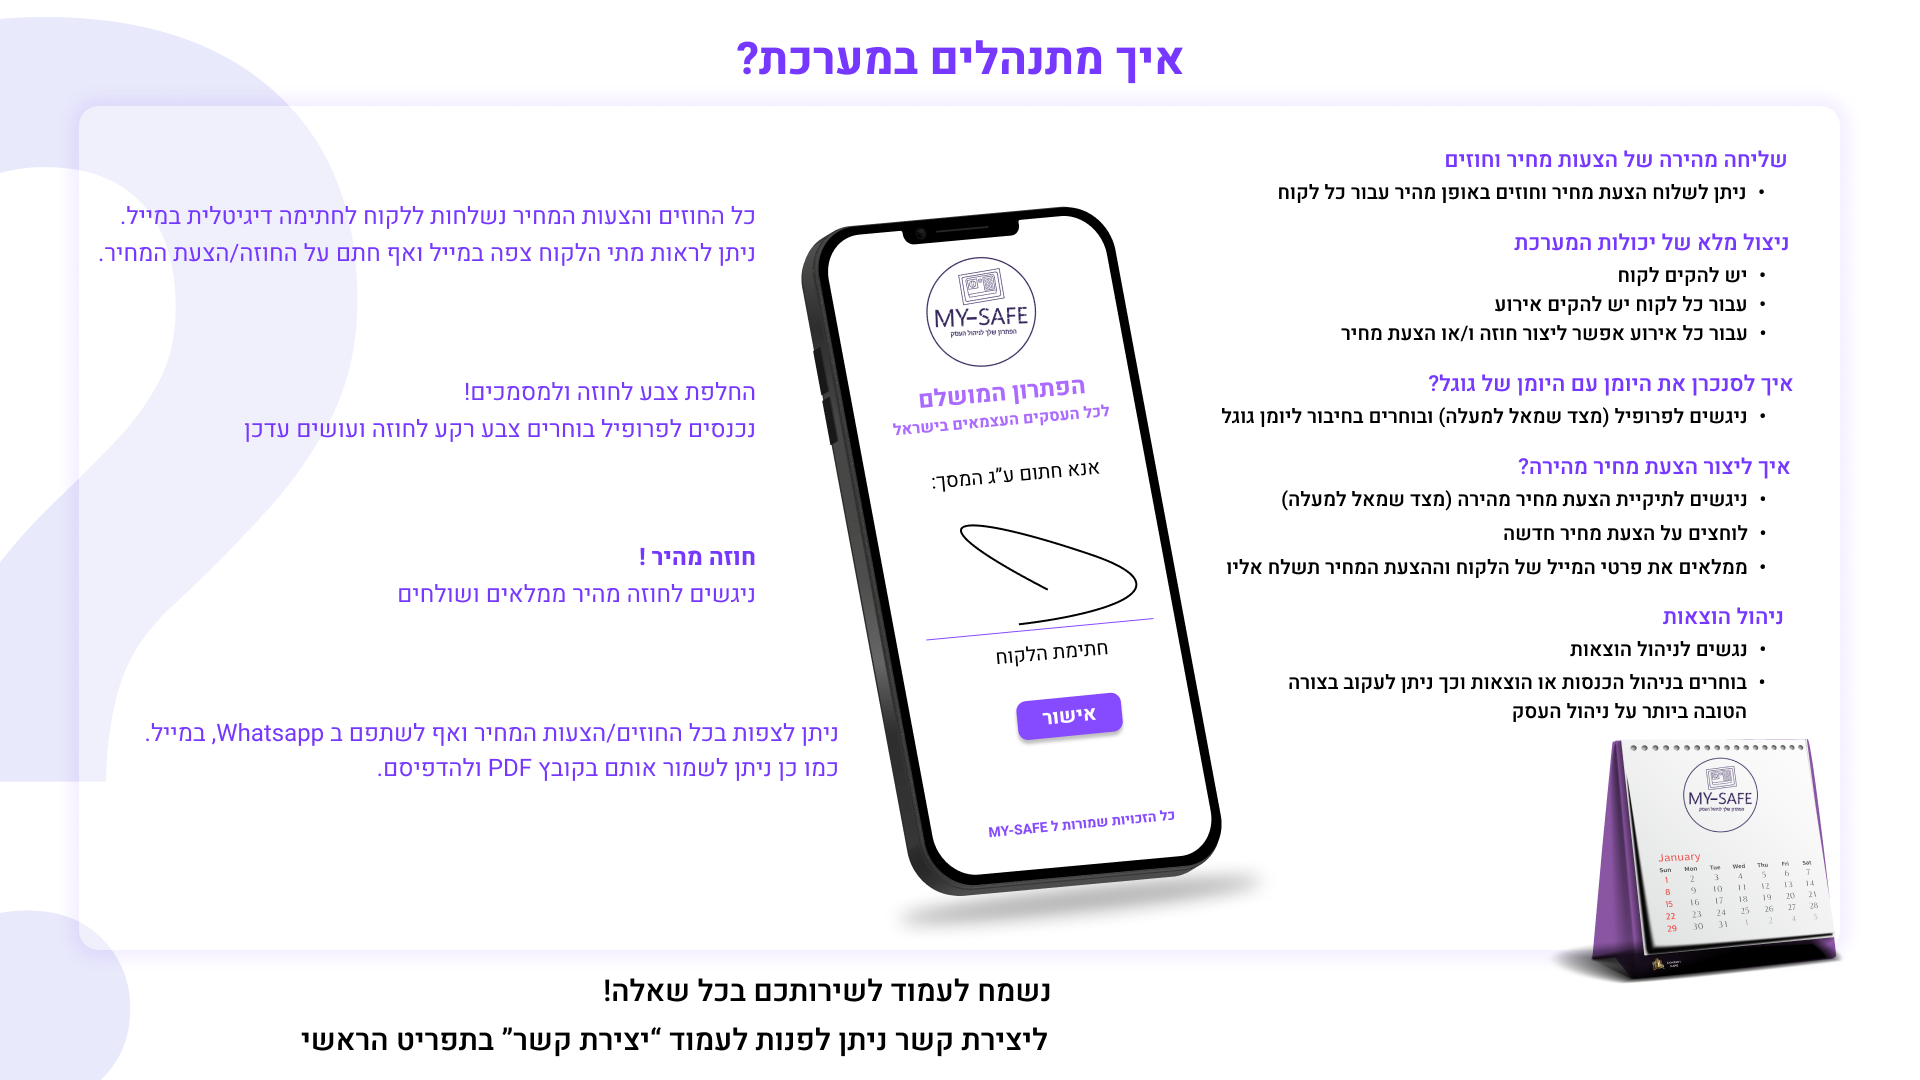 איך מתנהלים במערכת?
שליחה מהירה של הצעות מחיר וחוזים
• ניתן לשלוח הצעת מחיר וחוזים באופן מהיר עבור כל לקוח
ניצול מלא של יכולות המערכת
• יש להקים לקוח
• עבור כל לקוח יש להקים אירוע
• עבור כל אירוע אפשר ליצור חוזה ו/או הצעת מחיר
איך לסנכרן את היומן עם היומן של גוגל?
• ניגשים לפרופיל (מצד שמאל למעלה) ובוחרים בחיבור ליומן גוגל
איך ליצור הצעת מחיר מהירה?
• ניגשים לתיקיית הצעת מחיר מהירה (מצד שמאל למעלה)
• לוחצים על הצעת מחיר חדשה
• ממלאים את פרטי המייל של הלקוח וההצעת המחיר תשלח אליו
ניהול הוצאות
• נגשים לניהול הוצאות
• בוחרים בניהול הכנסות או הוצאות וכך ניתן לעקוב בצורה
הטובה ביותר על ניהול העסק
MY-SAFE
הפתרון שלך לניהול העסק
January
Sun Mon Tue Wed Thu Fri Sat
1 2 3 4 5 6 7
8 9 10 11 12 13 14
15 16 17 18 19 20 21
22 23 24 25 26 27 28
29 30 31 1 2 4 5
MY-SAFE
הפתרון שלך לניהול העסק
הפתרון המושלם
לכל העסקים העצמאים בישראל
אנא חתום ע״ג המסך:
חתימת הלקוח
אישור
כל הזכויות שמורות ל MY-SAFE
כל החוזים והצעות המחיר נשלחות ללקוח לחתימה דיגיטלית במייל.
ניתן לראות מתי הלקוח צפה במייל ואף חתם על החוזה/הצעת המחיר.
החלפת צבע לחוזה ולמסמכים!
נכנסים לפרופיל בוחרים צבע רקע לחוזה ועושים עדכן
חוזה מהיר !
ניגשים לחוזה מהיר ממלאים ושולחים
ניתן לצפות בכל החוזים/הצעות המחיר ואף לשתפם ב Whatsapp, במייל.
כמו כן ניתן לשמור אותם בקובץ PDF ולהדפיסם.
נשמח לעמוד לשירותכם בכל שאלה!
ליצירת קשר ניתן לפנות לעמוד “יצירת קשר” בתפריט הראשי